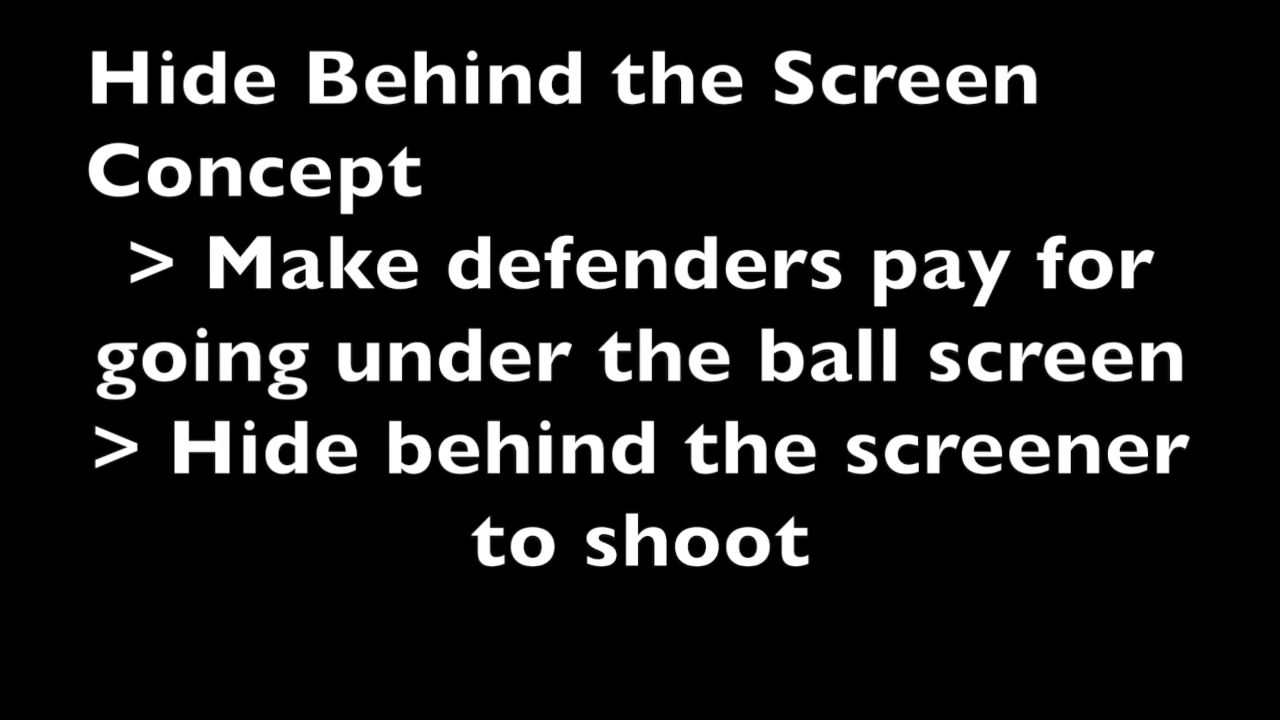 Hide Behind the Screen
Concept
> Make defenders pay for
going under the ball screen
> Hide behind the screener
to shoot